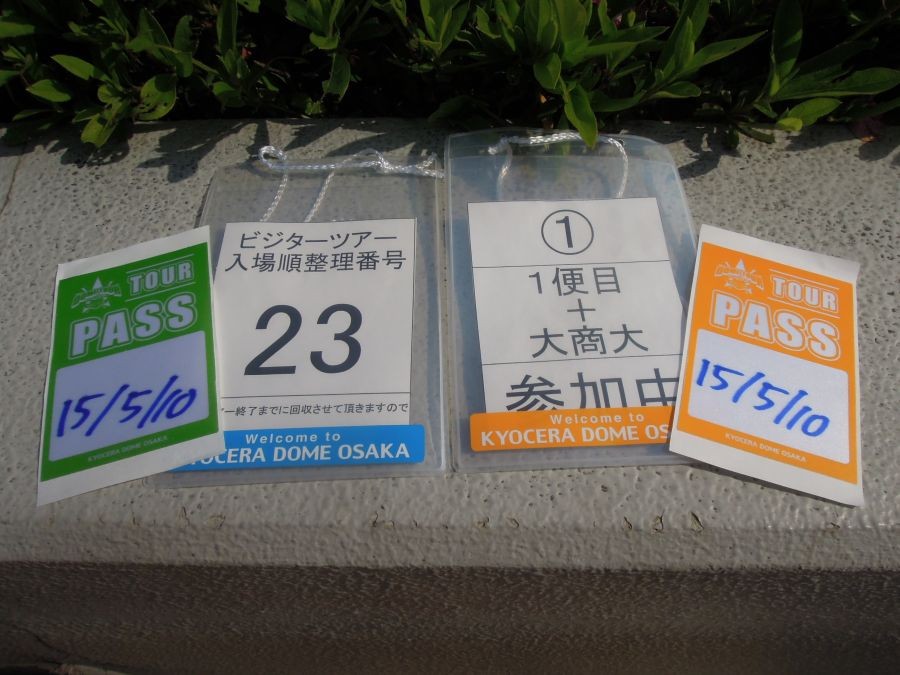 TOUR
PASS
15/5/10
KYOCERA DOME OSAKA
ビジターツアー
入場順整理番号
23
ー終了までに回収させて頂きますので
Welcome to
KYOCERA DOME OSAKA
①
1便目
+
大商大
参加中
Welcome to
KYOCERA DOME OS
TOUR
PASS
15/5/10
KYOCERA DOME OSAKA